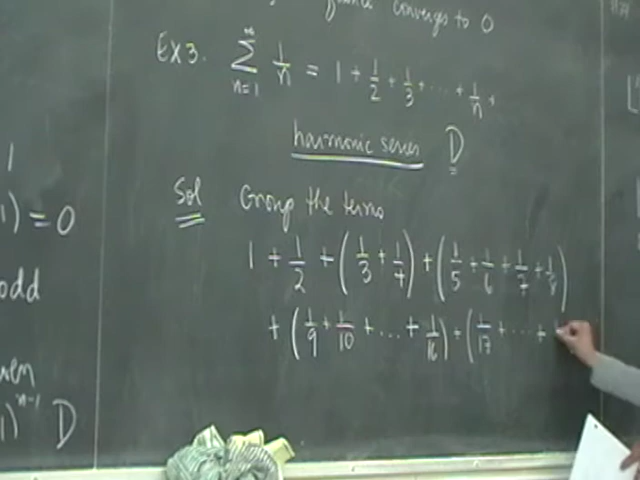 converges to 0
Ex 3. ∞ ∑ n=1 1/n = 1 + 1/2 + 1/3 + ... + 1/n +
harmonic series D
Sol Group the terms
1 + 1/2 + (1/3 + 1/4) + (1/5 + 1/6 + 1/7 + 1/8)
+ (1/9 + 1/10 + ... + 1/16) + (1/17 + ... +
1
1) = 0
odd
1)^n-1 D